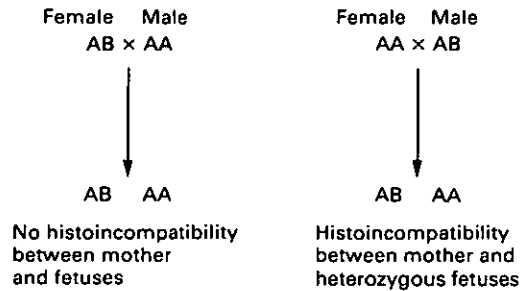 Female Male
AB × AA
AB AA
No histoincompatibility
between mother
and fetuses
Female Male
AA × AB
AB AA
Histoincompatibility
between mother and
heterozygous fetuses